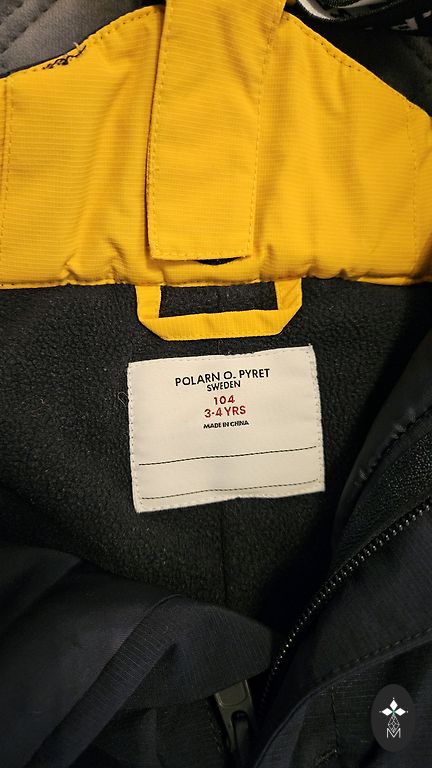 POLARN O. PYRET
SWEDEN
104
3-4 YRS
MADE IN CHINA
M